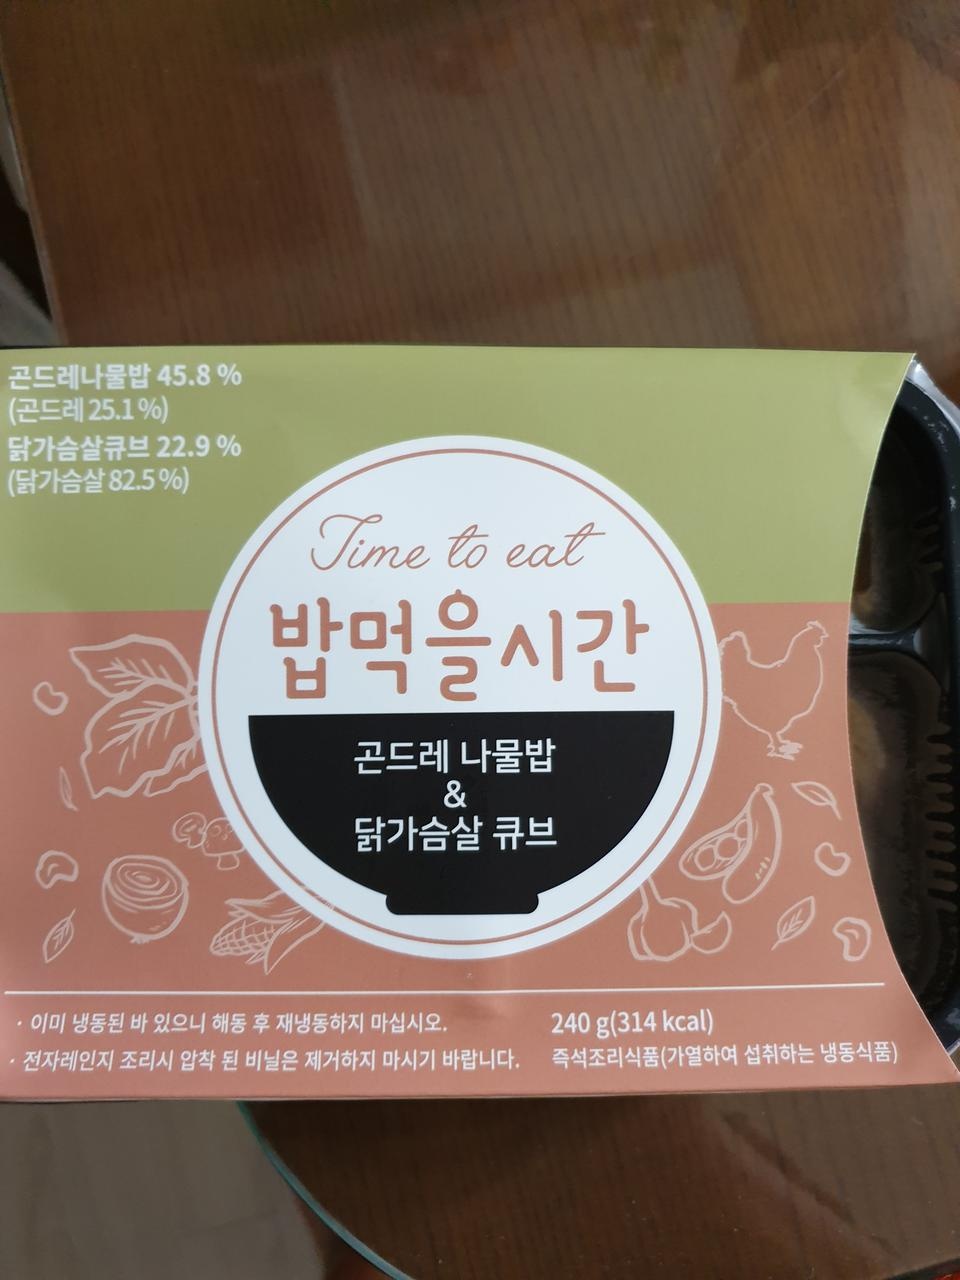 곤드레나물밥 45.8 %
(곤드레 25.1 %)
닭가슴살큐브 22.9 %
(닭가슴살 82.5 %)
Time to eat
밥먹을시간
곤드레 나물밥
&
닭가슴살 큐브
· 이미 냉동된 바 있으니 해동 후 재냉동하지 마십시오.
· 전자레인지 조리시 압착 된 비닐은 제거하지 마시기 바랍니다.
240 g(314 kcal)
즉석조리식품(가열하여 섭취하는 냉동식품)